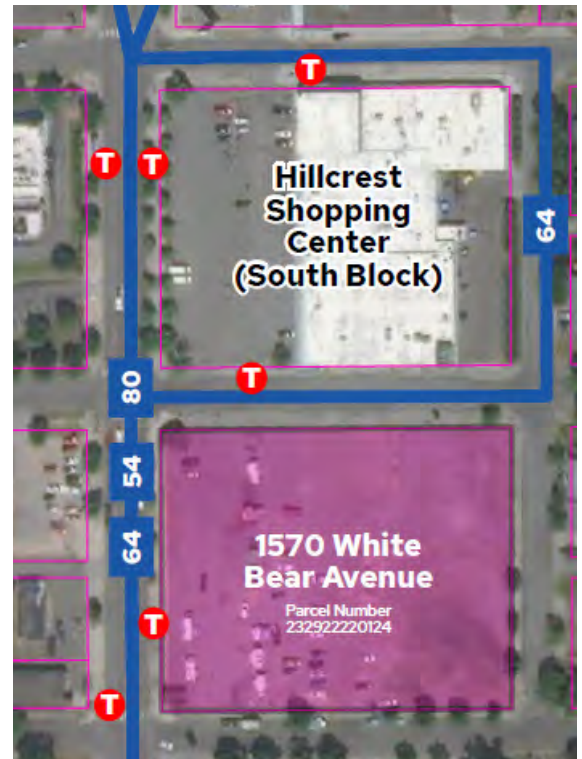 T
T
T
Hillcrest
Shopping
Center
(South Block)
64
T
80
54
64
1570 White
Bear Avenue
Parcel Number
232922220124
T
T